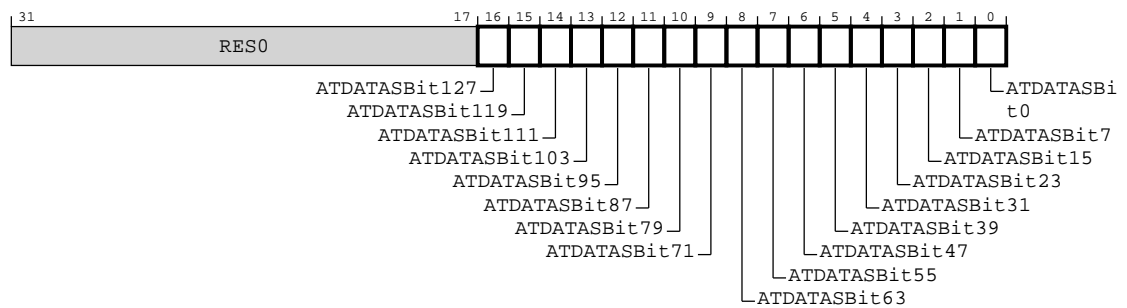 31 17 16 15 14 13 12 11 10 9 8 7 6 5 4 3 2 1 0
RES0
ATDATASBit127 ATDATASBi
t0
ATDATASBit119
ATDATASBit111 ATDATASBit7
ATDATASBit103 ATDATASBit15
ATDATASBit95 ATDATASBit23
ATDATASBit87 ATDATASBit31
ATDATASBit79 ATDATASBit39
ATDATASBit71 ATDATASBit47
ATDATASBit55
ATDATASBit63